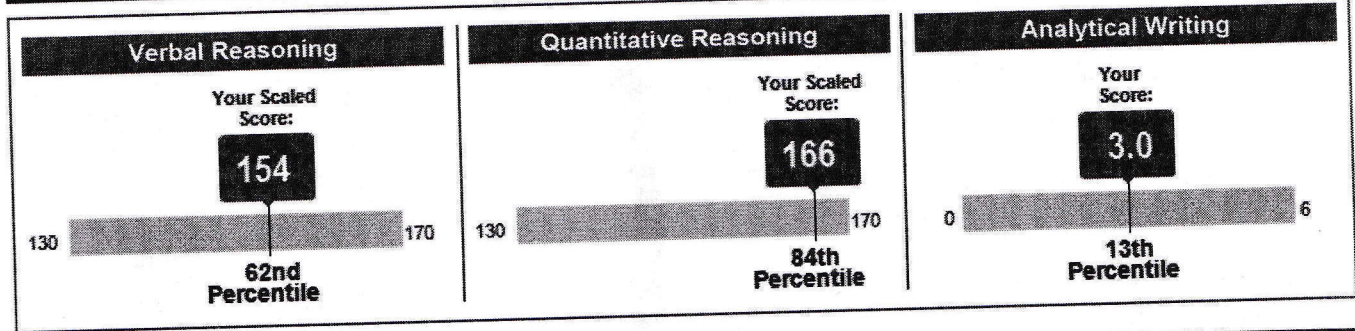 Verbal Reasoning
Your Scaled
Score:
154
130
170
62nd
Percentile
Quantitative Reasoning
Your Scaled
Score:
166
130
170
84th
Percentile
Analytical Writing
Your
Score:
3.0
0
6
13th
Percentile